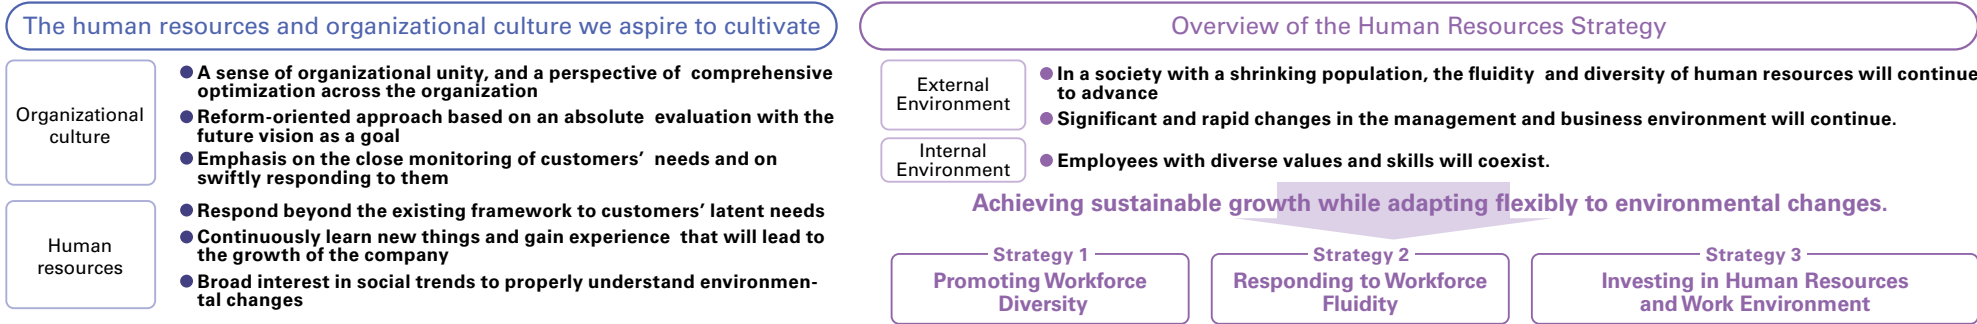 The human resources and organizational culture we aspire to cultivate
Organizational
culture
● A sense of organizational unity, and a perspective of comprehensive
optimization across the organization
● Reform-oriented approach based on an absolute evaluation with the
future vision as a goal
● Emphasis on the close monitoring of customers’ needs and on
swiftly responding to them
Human
resources
● Respond beyond the existing framework to customers’ latent needs
● Continuously learn new things and gain experience that will lead to
the growth of the company
● Broad interest in social trends to properly understand environmen-
tal changes
Overview of the Human Resources Strategy
External
Environment
● In a society with a shrinking population, the fluidity and diversity of human resources will continue
to advance
● Significant and rapid changes in the management and business environment will continue.
Internal
Environment
● Employees with diverse values and skills will coexist.
Achieving sustainable growth while adapting flexibly to environmental changes.
Strategy 1
Promoting Workforce
Diversity
Strategy 2
Responding to Workforce
Fluidity
Strategy 3
Investing in Human Resources
and Work Environment